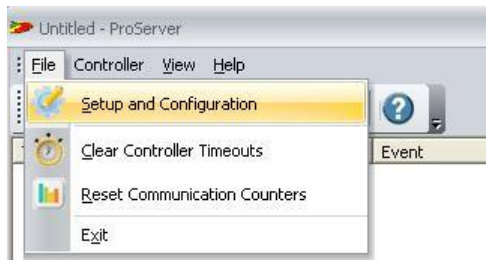 Untitled - ProServer
File Controller View Help
Setup and Configuration
Clear Controller Timeouts
Event
Reset Communication Counters
Exit